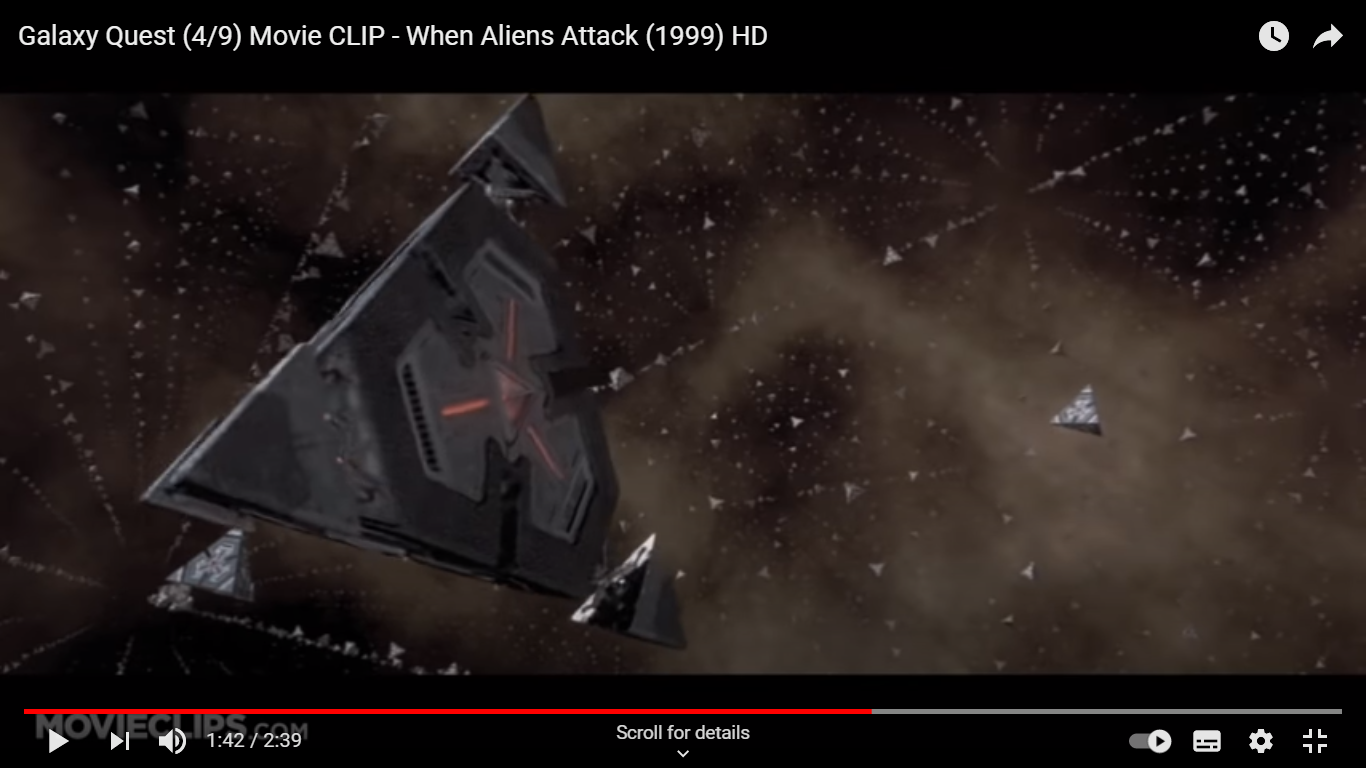 Galaxy Quest (4/9) Movie CLIP - When Aliens Attack (1999) HD
MOVIECLIPS.COM
1:42 / 2:39
Scroll for details